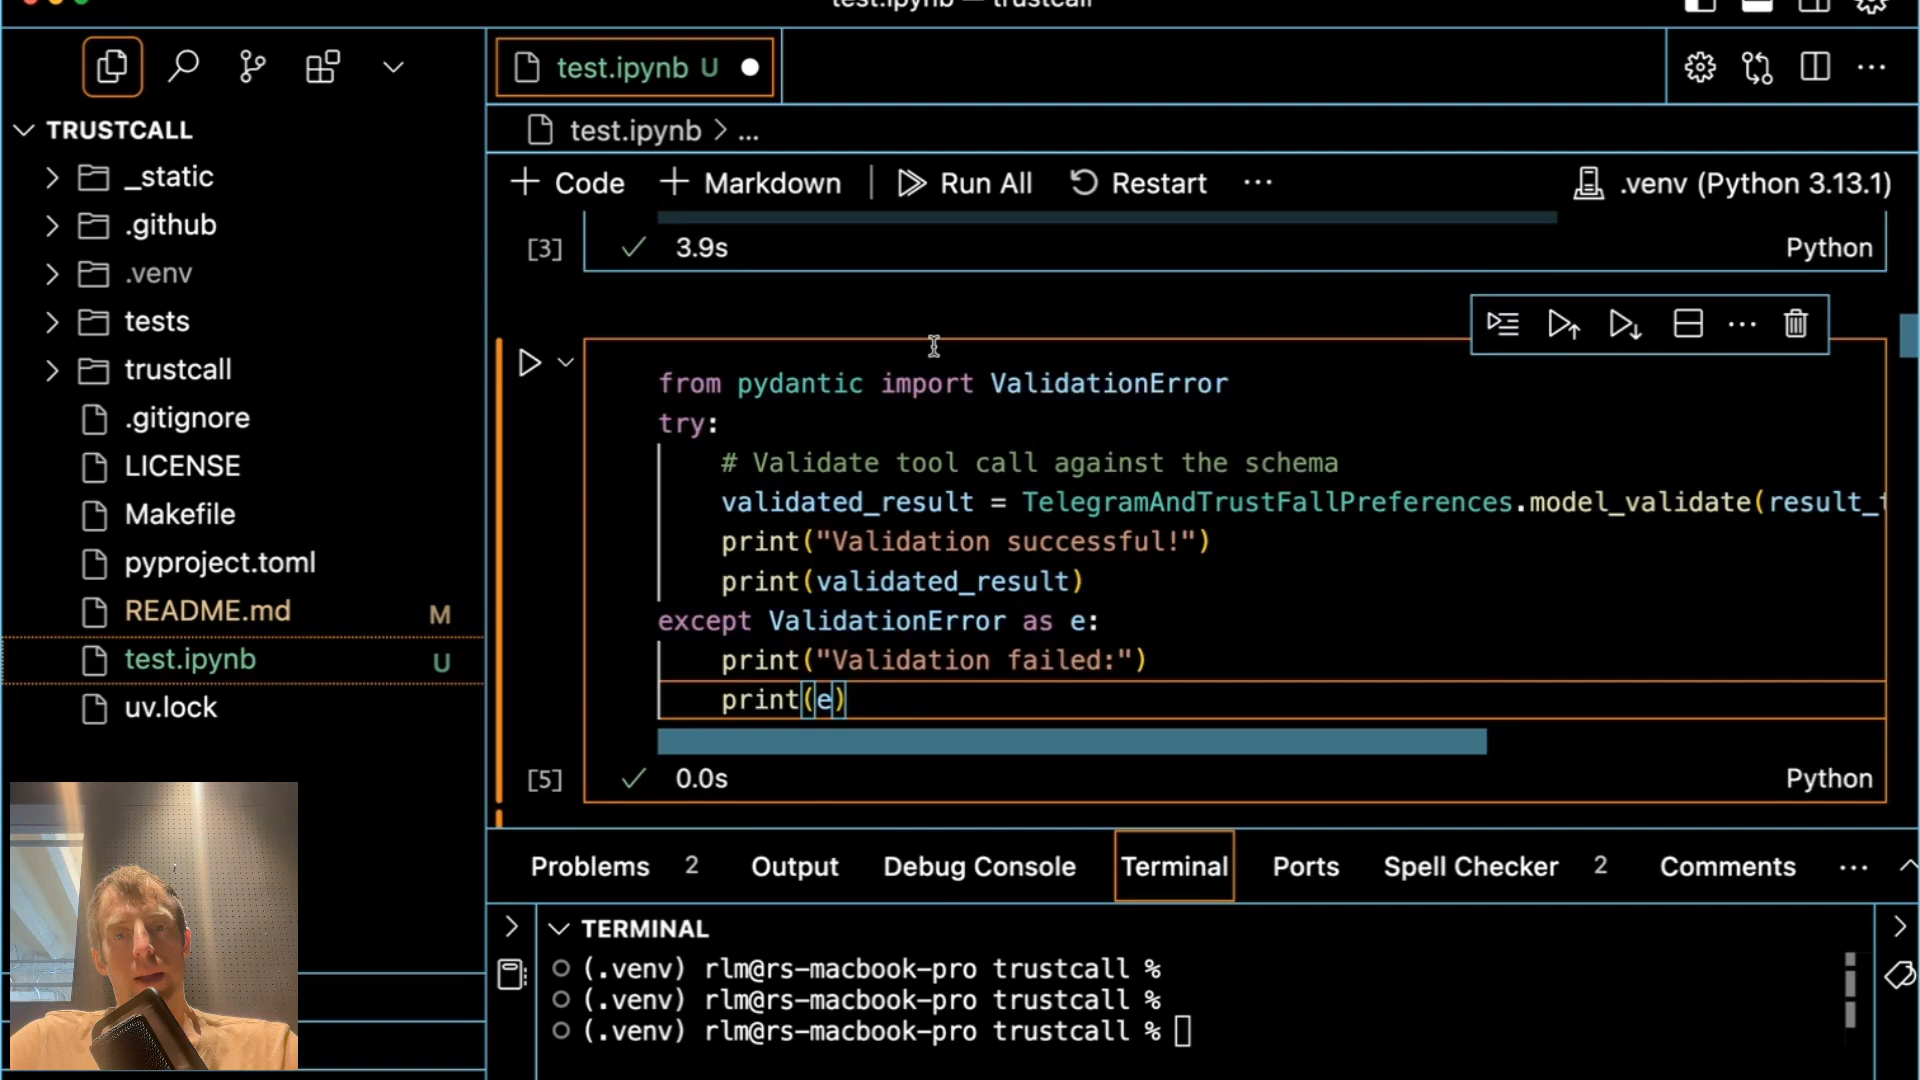 test.ipynb — trustcall
test.ipynb U
TRUSTCALL
_static
.github
.venv
tests
trustcall
.gitignore
LICENSE
Makefile
pyproject.toml
README.md M
test.ipynb U
uv.lock
test.ipynb > ...
+ Code + Markdown | Run All Restart ...
.venv (Python 3.13.1)
[3] ✓ 3.9s Python
from pydantic import ValidationError
try:
# Validate tool call against the schema
validated_result = TelegramAndTrustFallPreferences.model_validate(result_
print("Validation successful!")
print(validated_result)
except ValidationError as e:
print("Validation failed:")
print(e)
[5] ✓ 0.0s Python
Problems 2 Output Debug Console Terminal Ports Spell Checker 2 Comments ...
TERMINAL
(.venv) rlm@rs-macbook-pro trustcall %
(.venv) rlm@rs-macbook-pro trustcall %
(.venv) rlm@rs-macbook-pro trustcall %